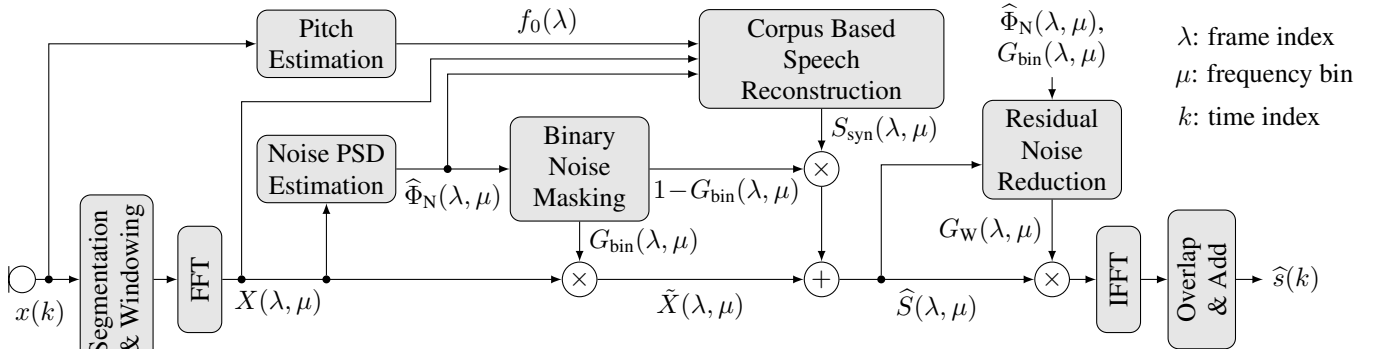 Pitch
Estimation
f₀(λ)
Corpus Based
Speech
Reconstruction
Φ̂_N(λ, μ),
G_bin(λ, μ)
λ: frame index
μ: frequency bin
k: time index
S_syn(λ, μ)
Residual
Noise
Reduction
Noise PSD
Estimation
Φ̂_N(λ, μ)
Binary
Noise
Masking
1−G_bin(λ, μ)
×
G_bin(λ, μ)
G_W(λ, μ)
x(k)
Segmentation
& Windowing
FFT
X(λ, μ)
×
X̃(λ, μ)
+
Ŝ(λ, μ)
×
IFFT
Overlap
& Add
ŝ(k)